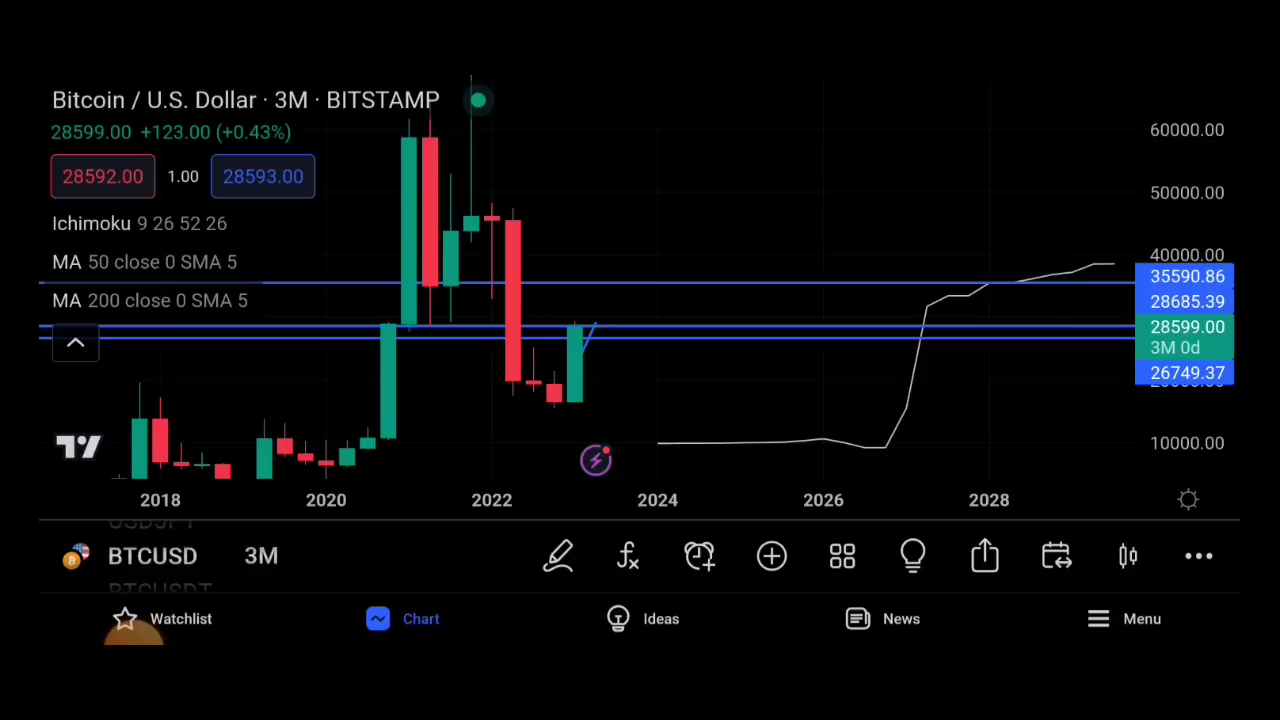 Bitcoin / U.S. Dollar · 3M · BITSTAMP
28599.00 +123.00 (+0.43%)
28592.00 1.00 28593.00
Ichimoku 9 26 52 26
MA 50 close 0 SMA 5
MA 200 close 0 SMA 5
60000.00
50000.00
40000.00
35590.86
28685.39
28599.00
3M 0d
26749.37
10000.00
2018 2020 2022 2024 2026 2028
USDJPY
BTCUSD 3M
BTCUSDT
Watchlist Chart Ideas News Menu